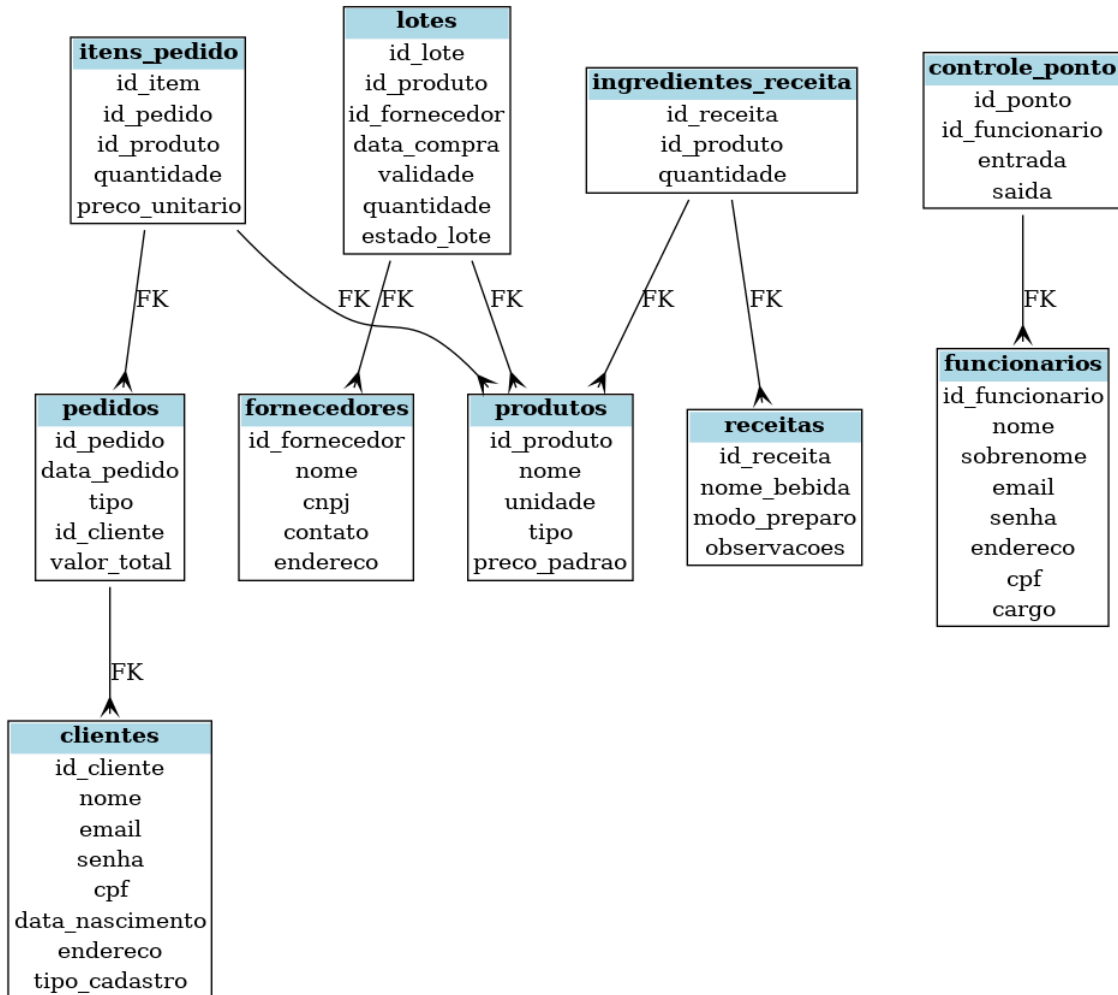 itens_pedido
id_item
id_pedido
id_produto
quantidade
preco_unitario
lotes
id_lote
id_produto
id_fornecedor
data_compra
validade
quantidade
estado_lote
ingredientes_receita
id_receita
id_produto
quantidade
controle_ponto
id_ponto
id_funcionario
entrada
saida
FK
FK
FK
FK
FK
FK
FK
pedidos
id_pedido
data_pedido
tipo
id_cliente
valor_total
fornecedores
id_fornecedor
nome
cnpj
contato
endereco
produtos
id_produto
nome
unidade
tipo
preco_padrao
receitas
id_receita
nome_bebida
modo_preparo
observacoes
funcionarios
id_funcionario
nome
sobrenome
email
senha
endereco
cpf
cargo
FK
clientes
id_cliente
nome
email
senha
cpf
data_nascimento
endereco
tipo_cadastro